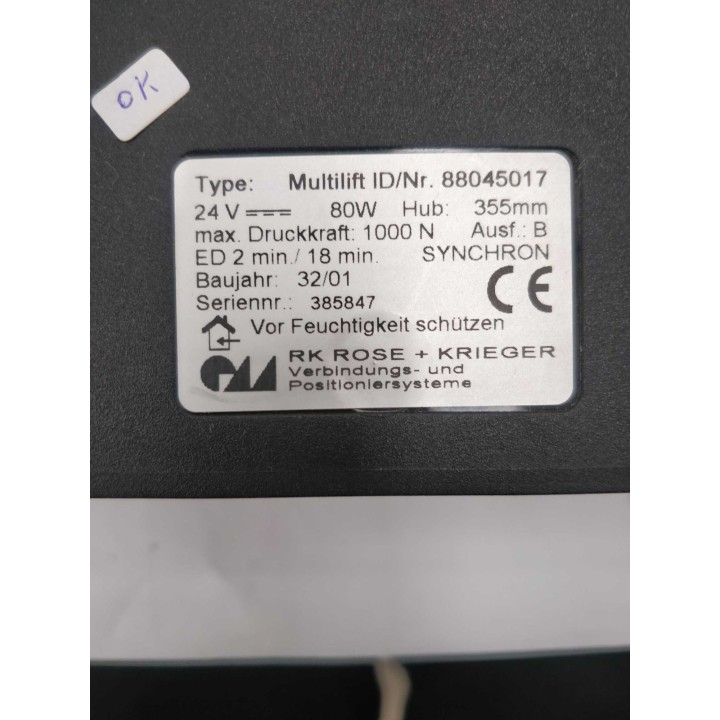 OK
Type: Multilift ID/Nr. 88045017
24 V 80W Hub: 355mm
max. Druckkraft: 1000 N Ausf.: B
ED 2 min./ 18 min. SYNCHRON
Baujahr: 32/01
CE
Seriennr.: 385847
Vor Feuchtigkeit schützen
RK ROSE + KRIEGER
Verbindungs- und
Positioniersysteme